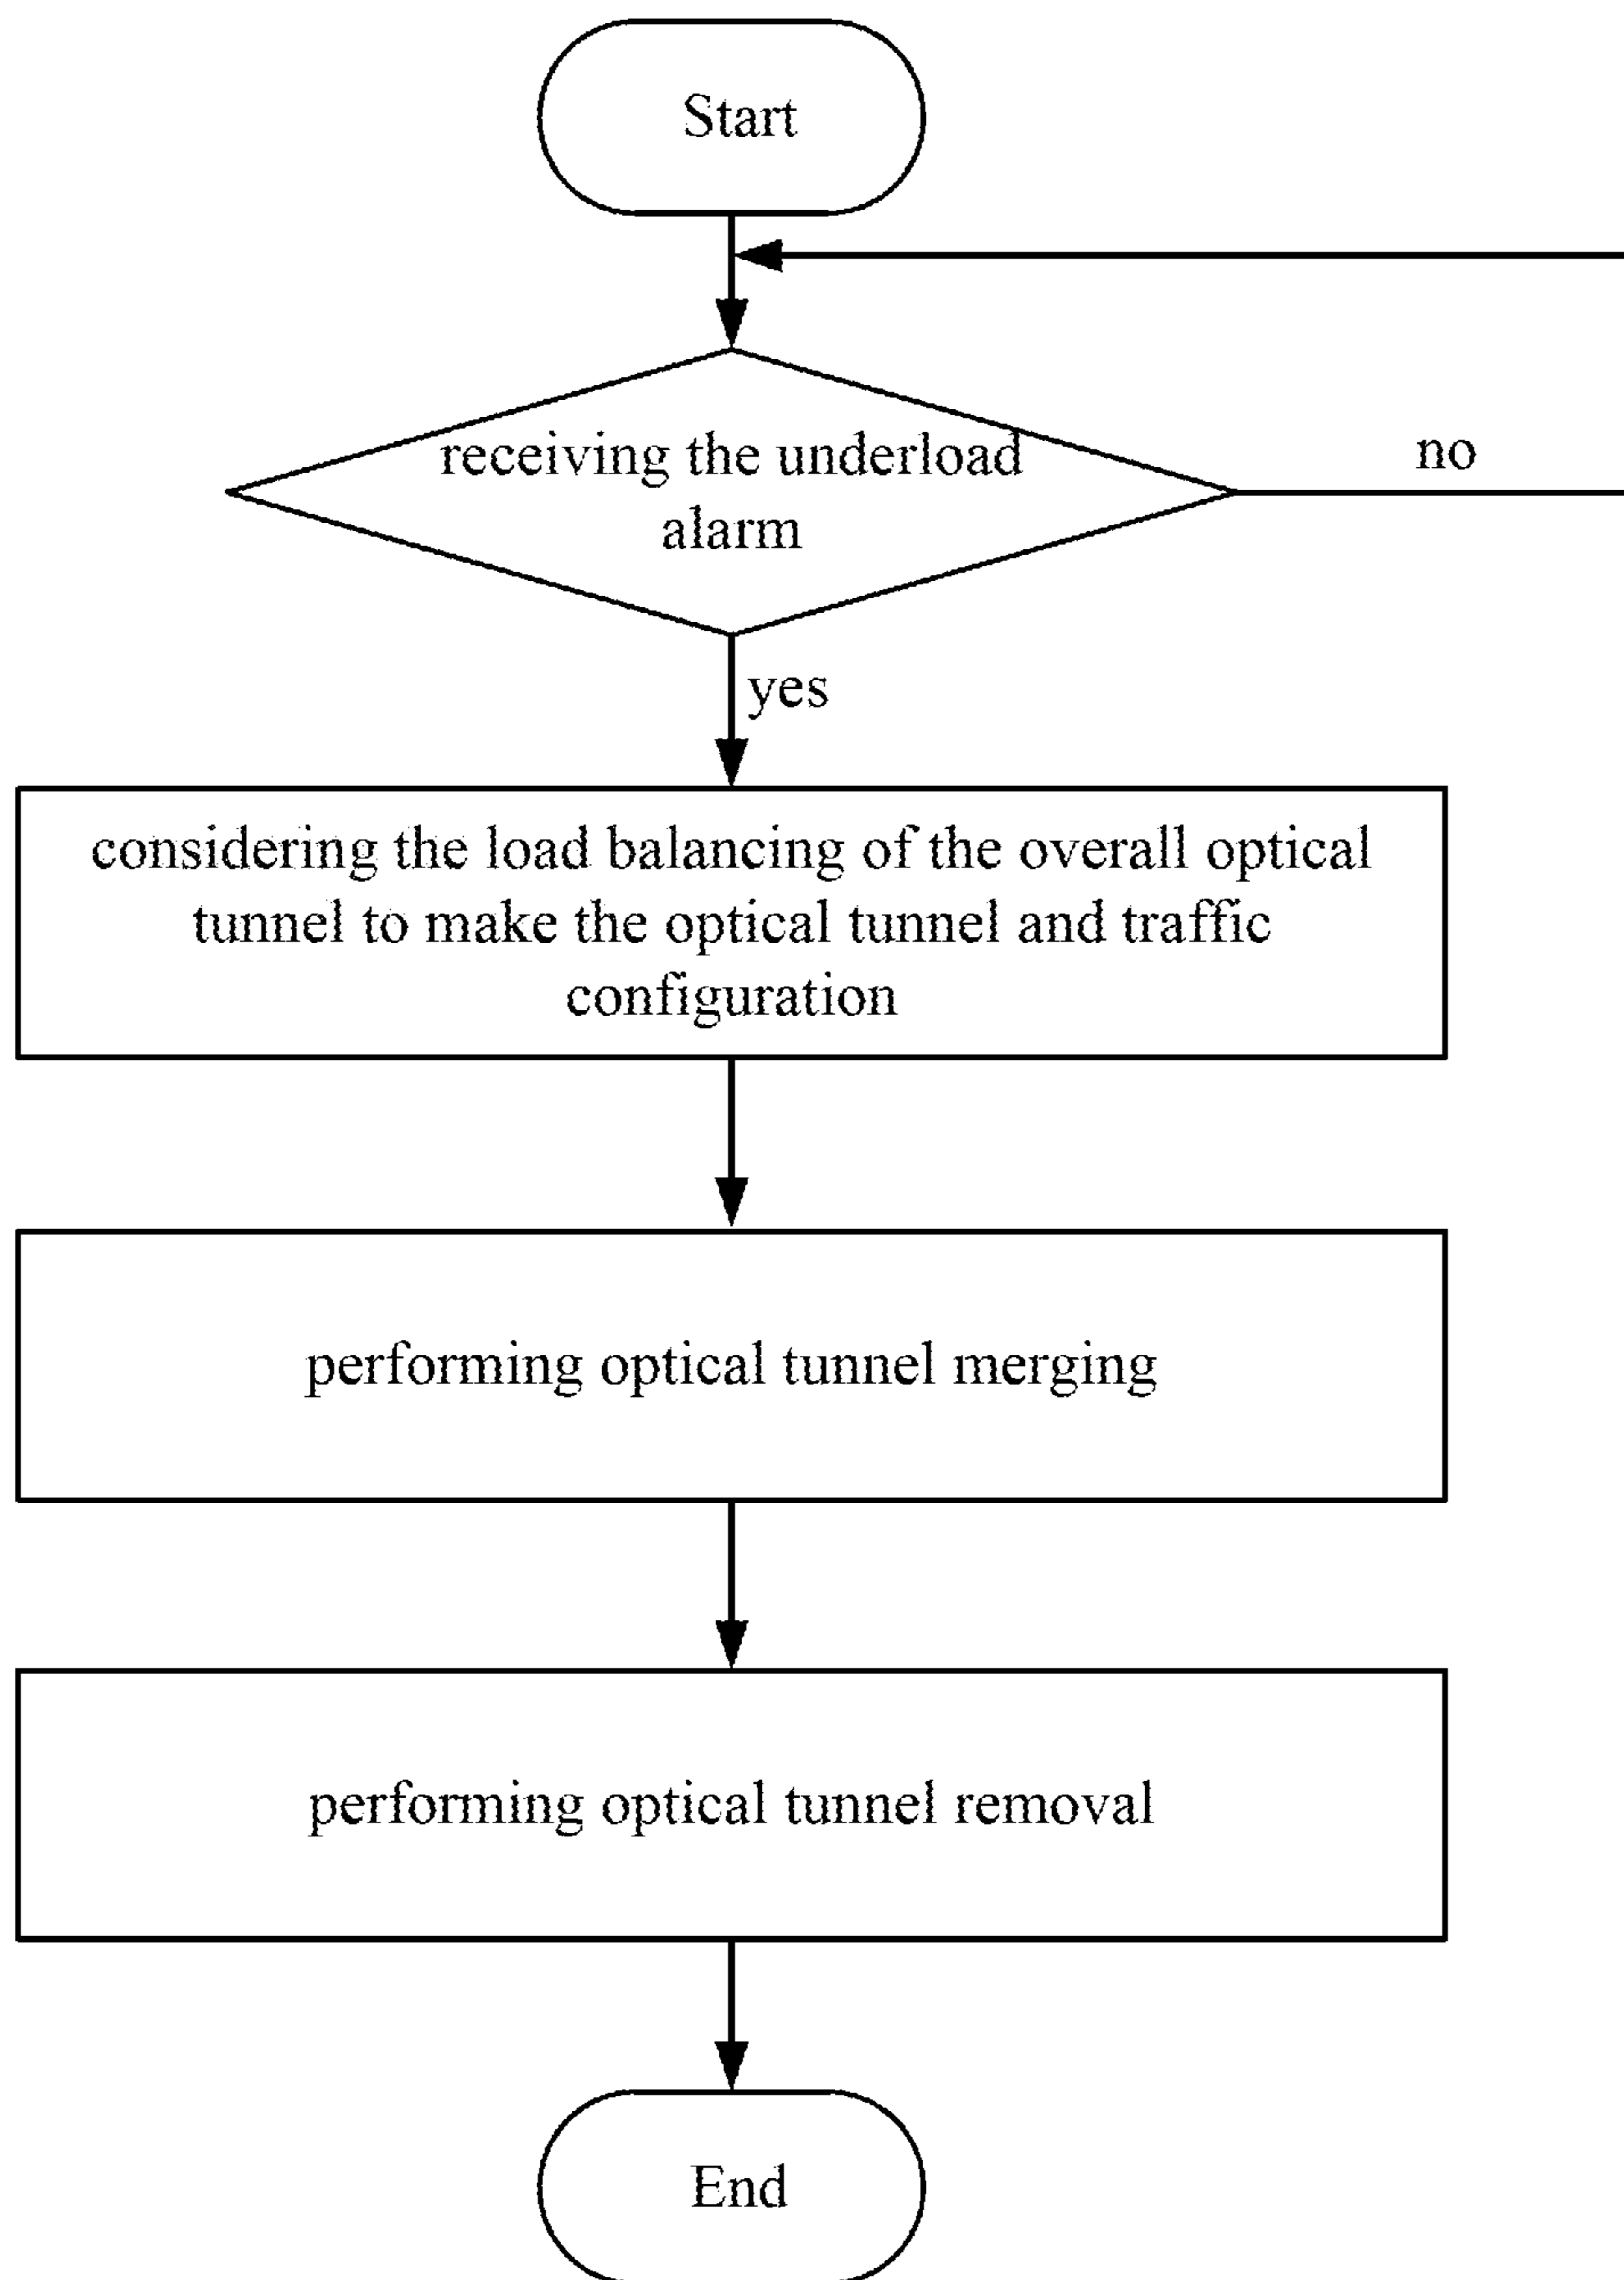 Start
receiving the underload
alarm
no
yes
considering the load balancing of the overall optical
tunnel to make the optical tunnel and traffic
configuration
performing optical tunnel merging
performing optical tunnel removal
End